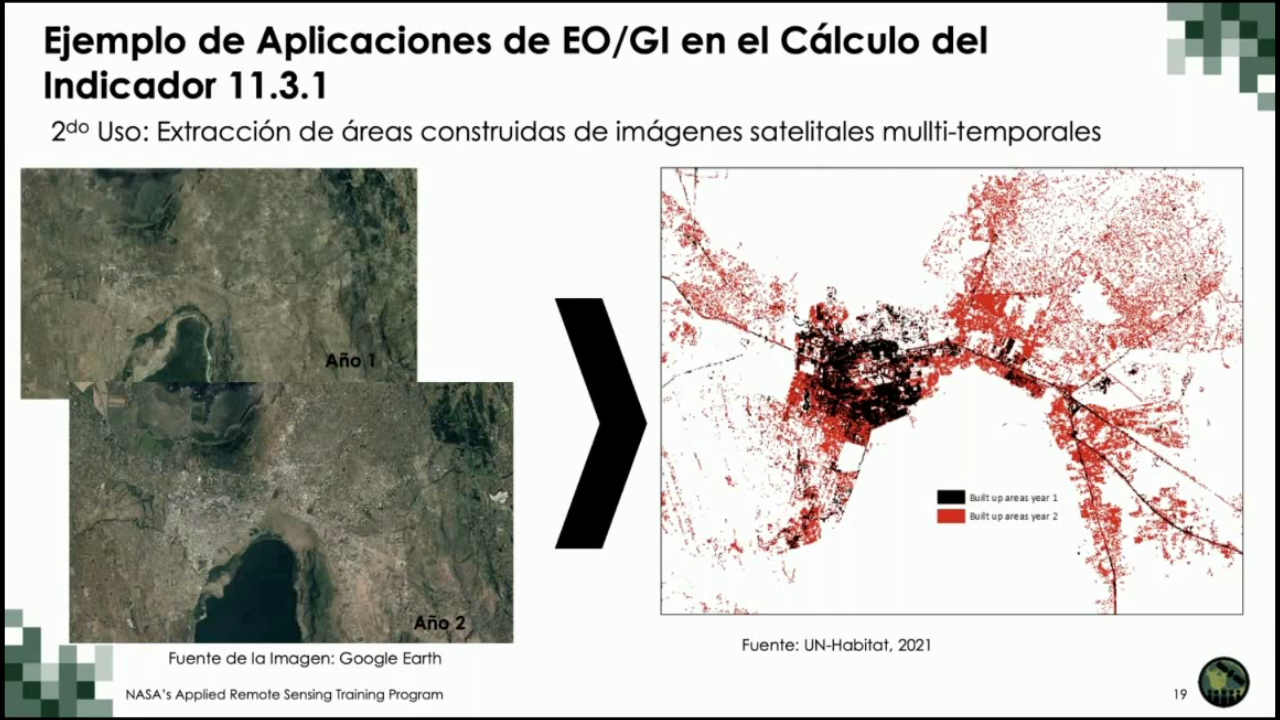 Ejemplo de Aplicaciones de EO/GI en el Cálculo del
Indicador 11.3.1
2do Uso: Extracción de áreas construidas de imágenes satelitales mullti-temporales
Año 1
Año 2
Built up areas year 1
Built up areas year 2
Fuente de la Imagen: Google Earth
Fuente: UN-Habitat, 2021
NASA's Applied Remote Sensing Training Program
19